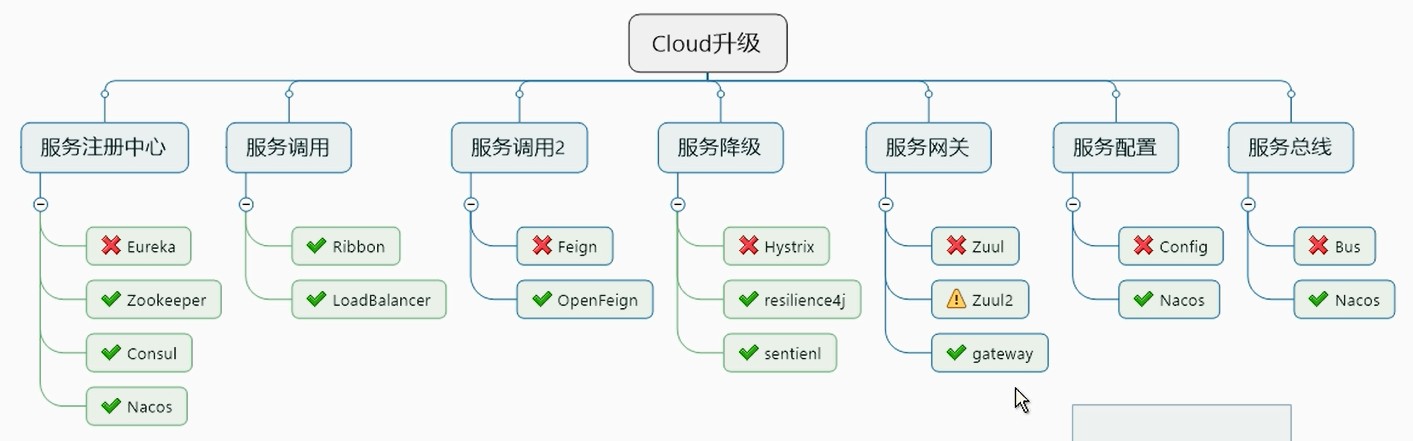 Cloud升级
服务注册中心 服务调用 服务调用2 服务降级 服务网关 服务配置 服务总线
Eureka Ribbon Feign Hystrix Zuul Config Bus
Zookeeper LoadBalancer OpenFeign resilience4j Zuul2 Nacos Nacos
Consul sentienl gateway
Nacos